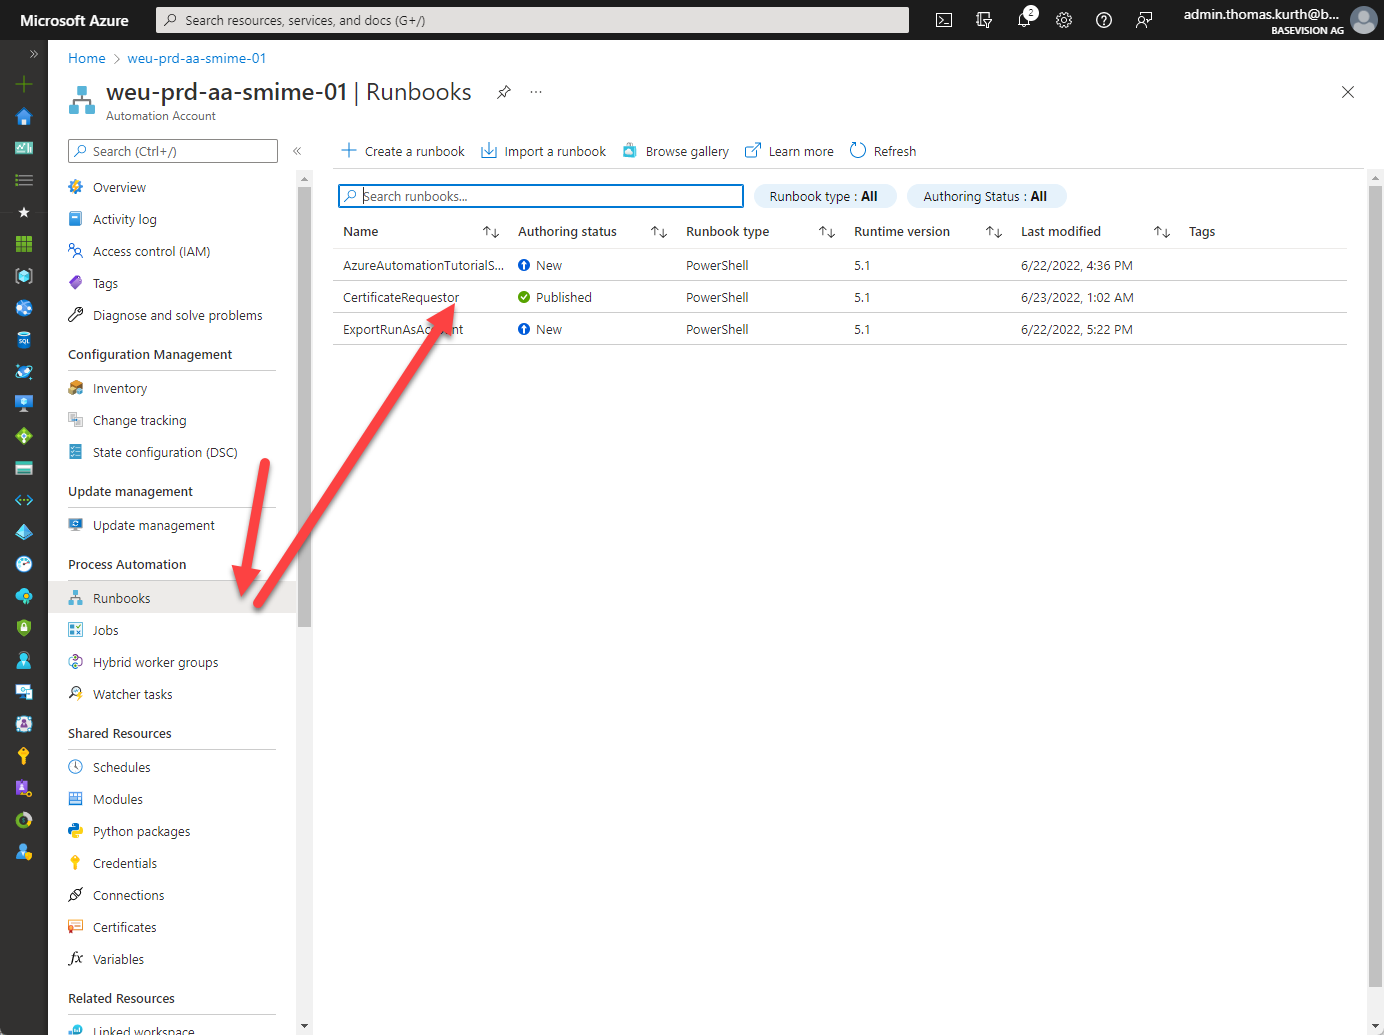 Microsoft Azure
Search resources, services, and docs (G+/)
2
admin.thomas.kurth@b...
BASEVISION AG
Home > weu-prd-aa-smime-01
weu-prd-aa-smime-01 | Runbooks
Automation Account
Search (Ctrl+/)
Overview
Activity log
Access control (IAM)
Tags
Diagnose and solve problems
Configuration Management
Inventory
Change tracking
State configuration (DSC)
Update management
Update management
Process Automation
Runbooks
Jobs
Hybrid worker groups
Watcher tasks
Shared Resources
Schedules
Modules
Python packages
Credentials
Connections
Certificates
Variables
Related Resources
Linked workspace
Create a runbook Import a runbook Browse gallery Learn more Refresh
Search runbooks... Runbook type : All Authoring Status : All
Name Authoring status Runbook type Runtime version Last modified Tags
AzureAutomationTutorialS... New PowerShell 5.1 6/22/2022, 4:36 PM
CertificateRequestor Published PowerShell 5.1 6/23/2022, 1:02 AM
ExportRunAsAccount New PowerShell 5.1 6/22/2022, 5:22 PM